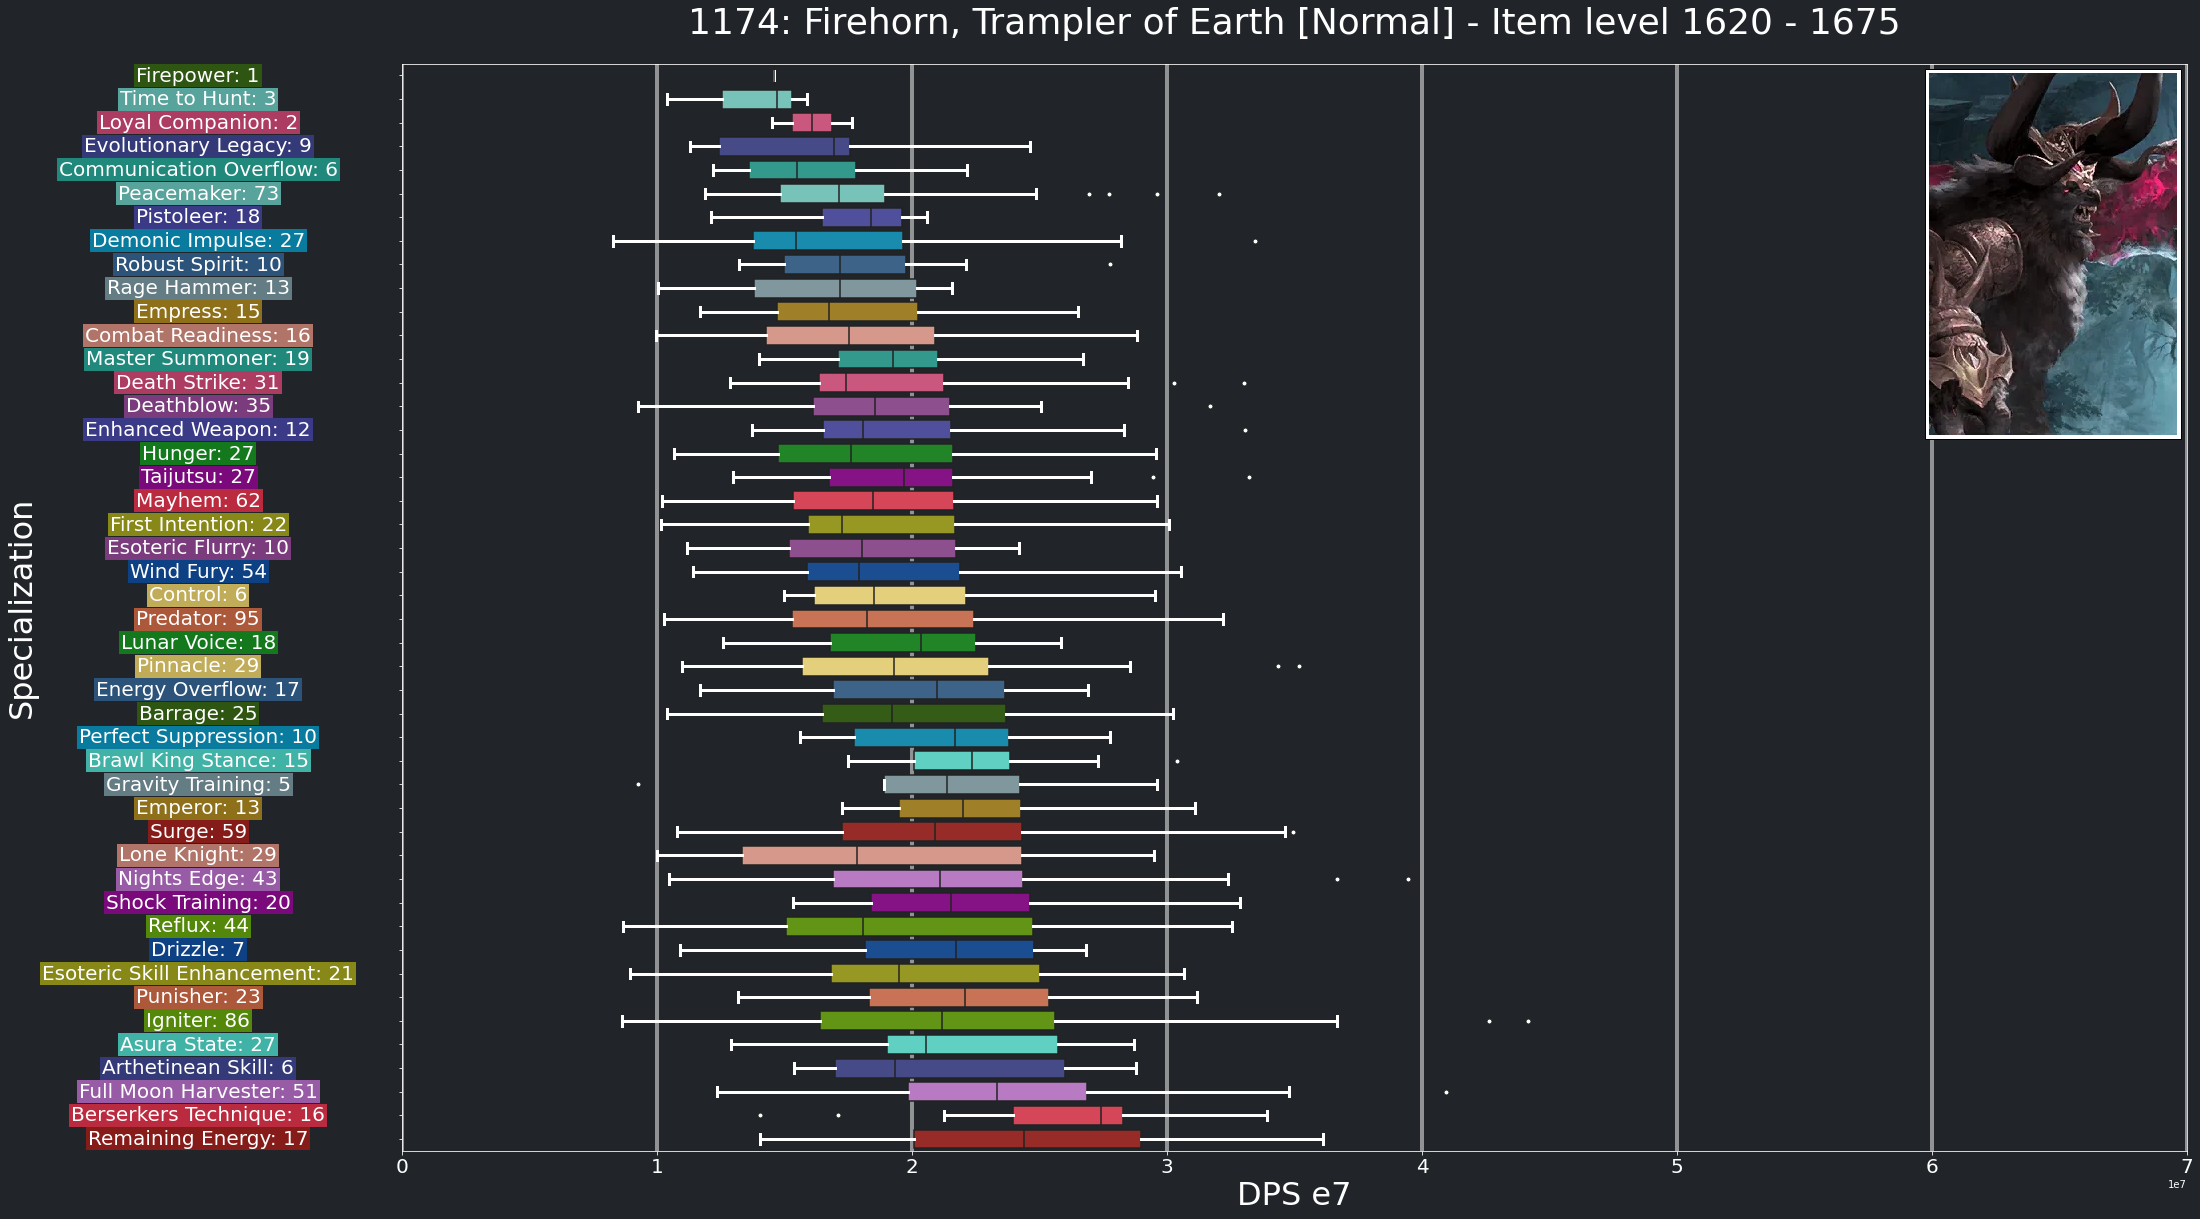 1174: Firehorn, Trampler of Earth [Normal] - Item level 1620 - 1675
Specialization
Firepower: 1
Time to Hunt: 3
Loyal Companion: 2
Evolutionary Legacy: 9
Communication Overflow: 6
Peacemaker: 73
Pistoleer: 18
Demonic Impulse: 27
Robust Spirit: 10
Rage Hammer: 13
Empress: 15
Combat Readiness: 16
Master Summoner: 19
Death Strike: 31
Deathblow: 35
Enhanced Weapon: 12
Hunger: 27
Taijutsu: 27
Mayhem: 62
First Intention: 22
Esoteric Flurry: 10
Wind Fury: 54
Control: 6
Predator: 95
Lunar Voice: 18
Pinnacle: 29
Energy Overflow: 17
Barrage: 25
Perfect Suppression: 10
Brawl King Stance: 15
Gravity Training: 5
Emperor: 13
Surge: 59
Lone Knight: 29
Nights Edge: 43
Shock Training: 20
Reflux: 44
Drizzle: 7
Esoteric Skill Enhancement: 21
Punisher: 23
Igniter: 86
Asura State: 27
Arthetinean Skill: 6
Full Moon Harvester: 51
Berserkers Technique: 16
Remaining Energy: 17
0 1 2 3 4 5 6 7
1e7
DPS e7